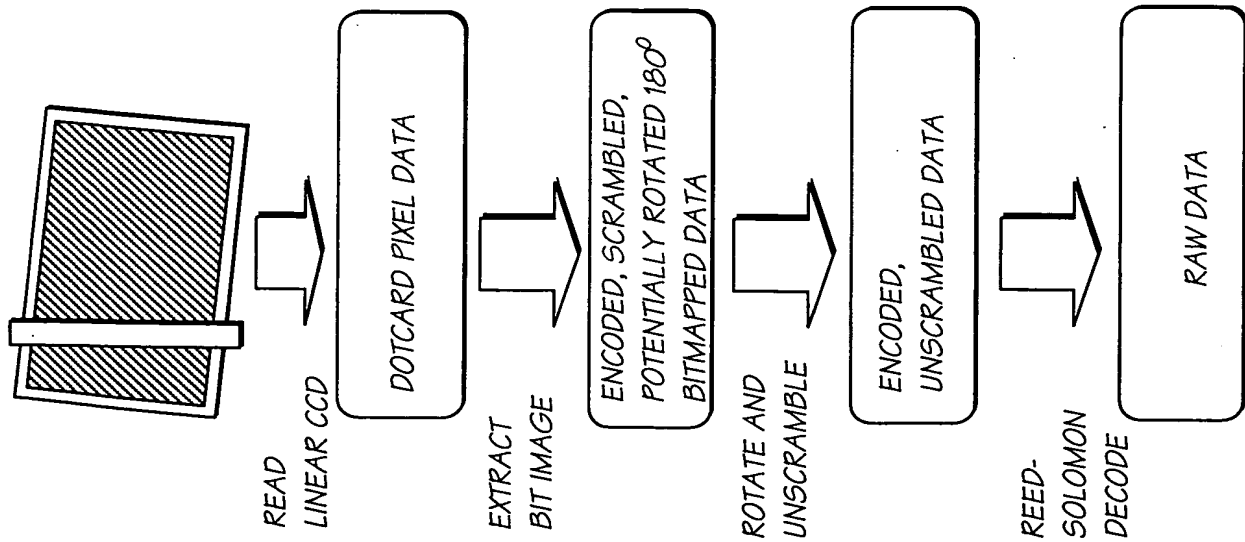 READ
LINEAR CCD
DOTCARD PIXEL DATA
EXTRACT
BIT IMAGE
ENCODED, SCRAMBLED,
POTENTIALLY ROTATED 180°
BITMAPPED DATA
ROTATE AND
UNSCRAMBLE
ENCODED,
UNSCRAMBLED DATA
REED-
SOLOMON
DECODE
RAW DATA